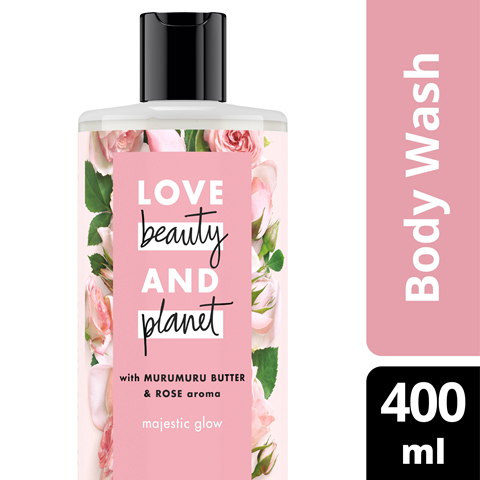 LOVE
beauty
AND
planet
with MURUMURU BUTTER
& ROSE aroma
majestic glow
Body Wash
400
ml